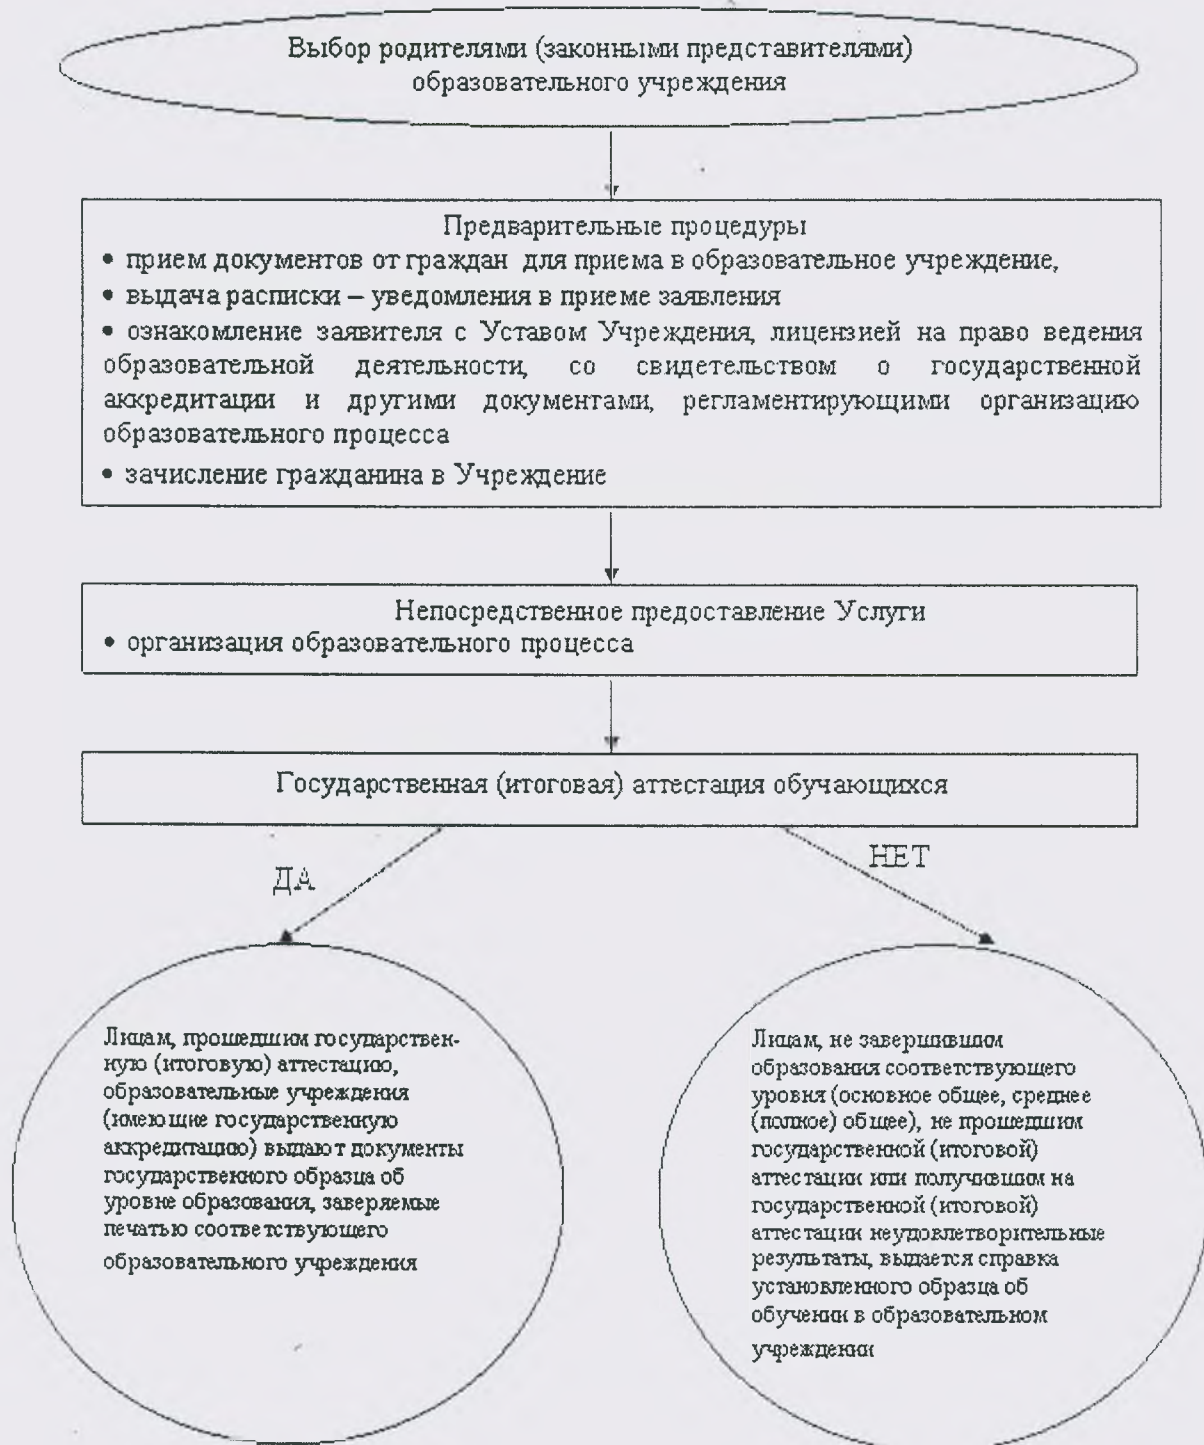 Выбор родителями (законными представителями)
образовательного учреждения
Предварительные процедуры
• прием документов от граждан для приема в образовательное учреждение,
• выдача расписки – уведомления в приеме заявления
• ознакомление заявителя с Уставом Учреждения, лицензией на право ведения
образовательной деятельности, со свидетельством о государственной
аккредитации и другими документами, регламентирующими организацию
образовательного процесса
• зачисление гражданина в Учреждение
Непосредственное предоставление Услуги
• организация образовательного процесса
Государственная (итоговая) аттестация обучающихся
ДА
НЕТ
Лицам, прошедшим государствен-
ную (итоговую) аттестацию,
образовательные учреждения
(имеющие государственную
аккредитацию) выдают документы
государственного образца об
уровне образования, заверяемые
печатью соответствующего
образовательного учреждения
Лицам, не завершившим
образования соответствующего
уровня (основное общее, среднее
(полное) общее), не прошедшим
государственной (итоговой)
аттестации или получившим на
государственной (итоговой)
аттестации неудовлетворительные
результаты, выдается справка
установленного образца об
обучении в образовательном
учреждении